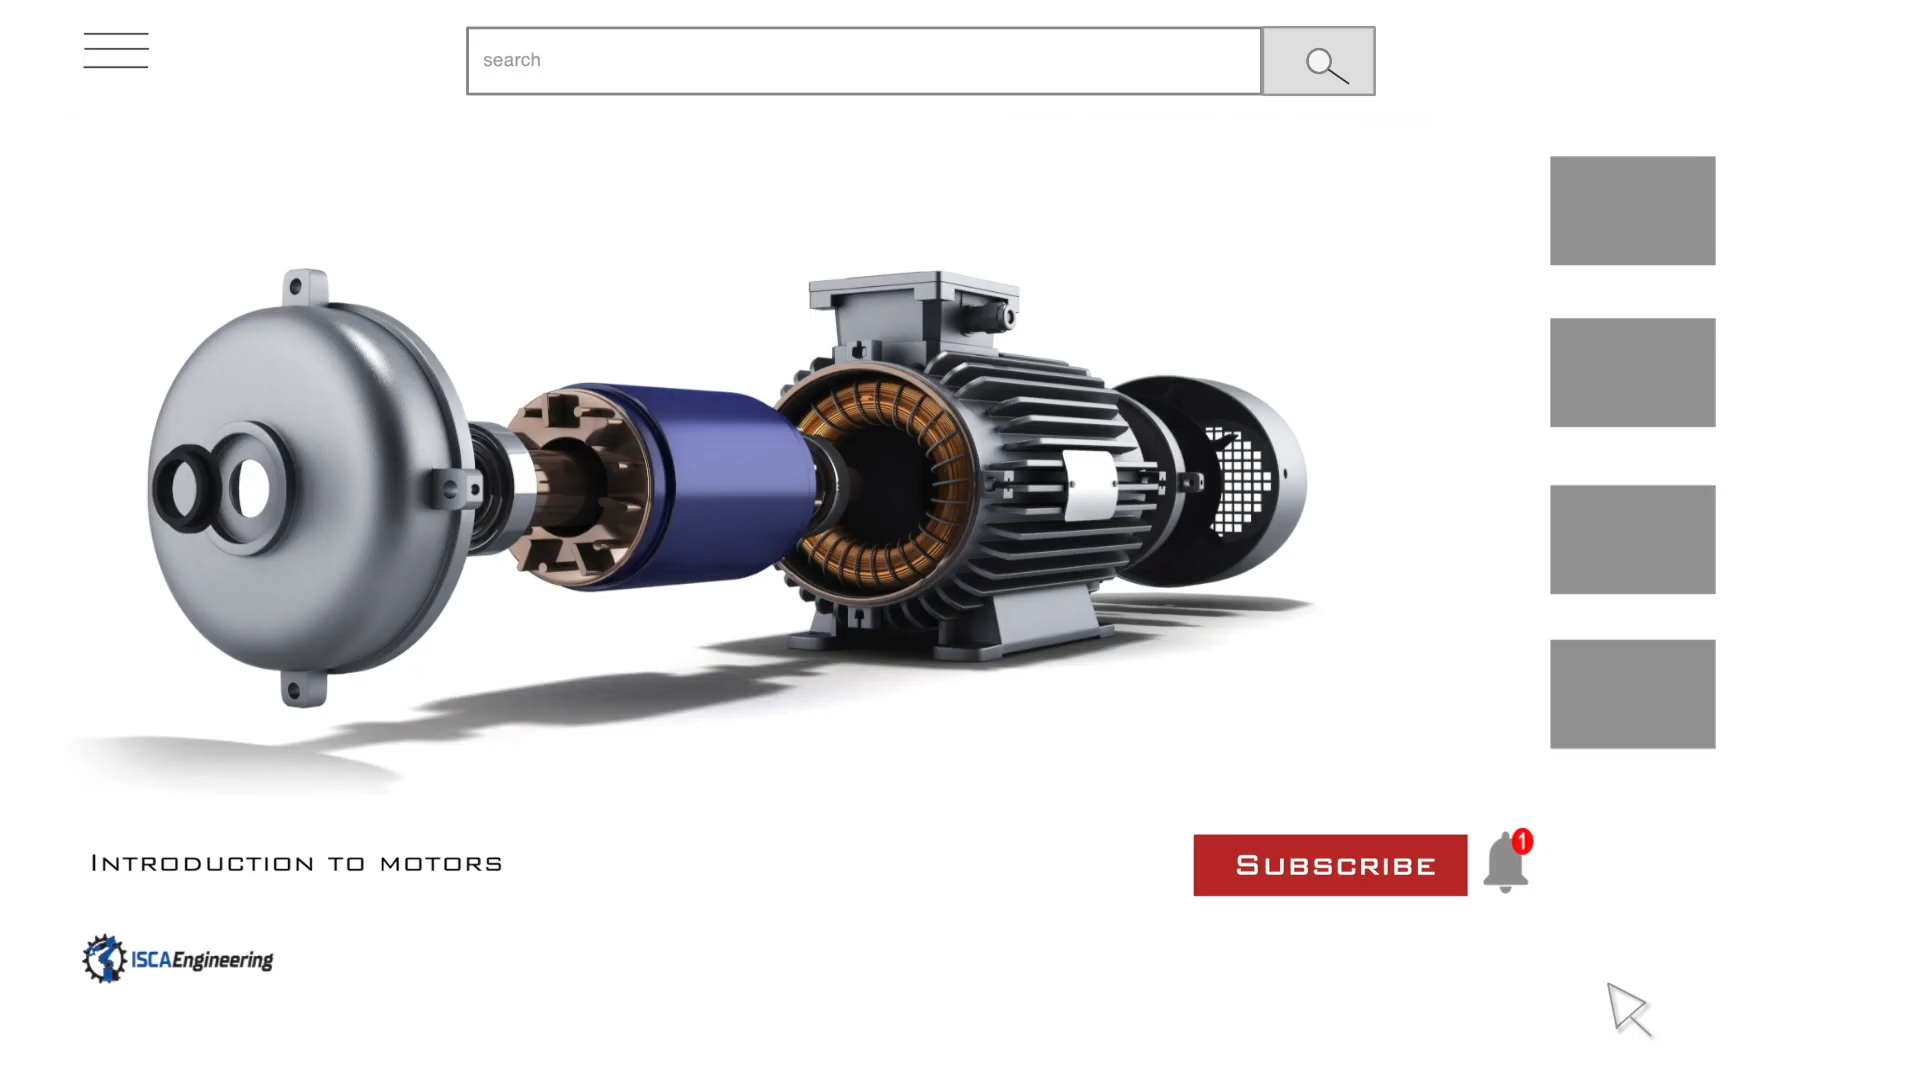 search
INTRODUCTION TO MOTORS
SUBSCRIBE
1
ISCAEngineering